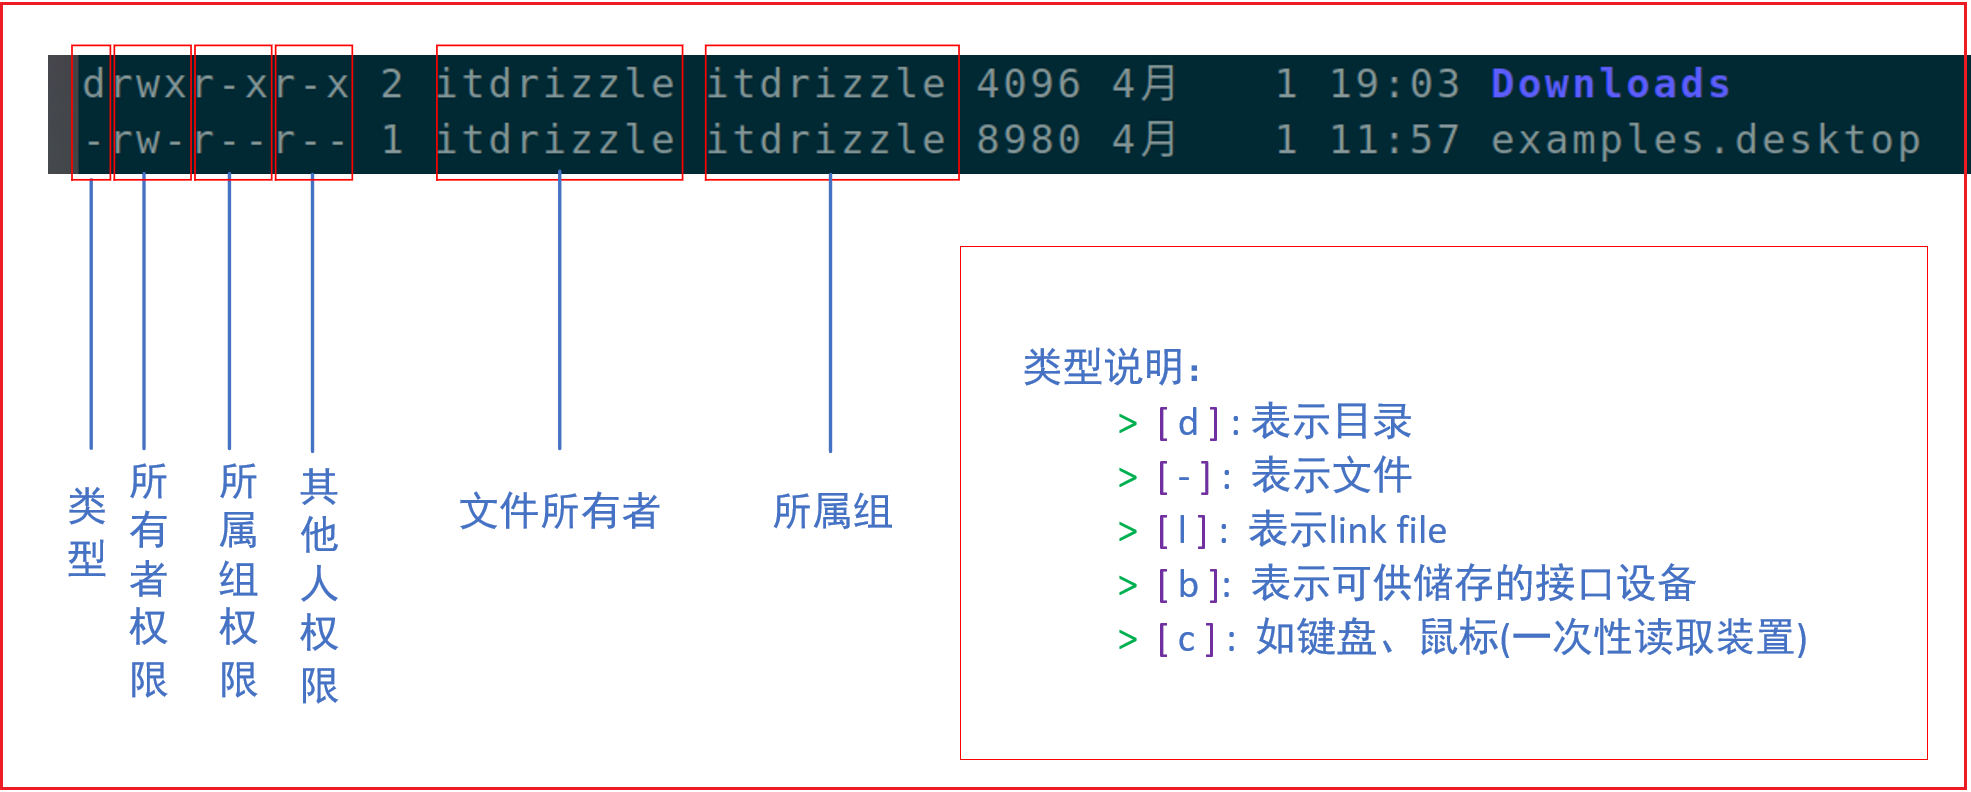 drwxr-xr-x 2 itdrizzle itdrizzle 4096 4月 1 19:03 Downloads
-rw-r--r-- 1 itdrizzle itdrizzle 8980 4月 1 11:57 examples.desktop
类型
所有者权限
所属组权限
其他人权限
文件所有者
所属组
类型说明：
> [ d ] : 表示目录
> [ - ] : 表示文件
> [ l ] : 表示link file
> [ b ]: 表示可供储存的接口设备
> [ c ] : 如键盘、鼠标(一次性读取装置)